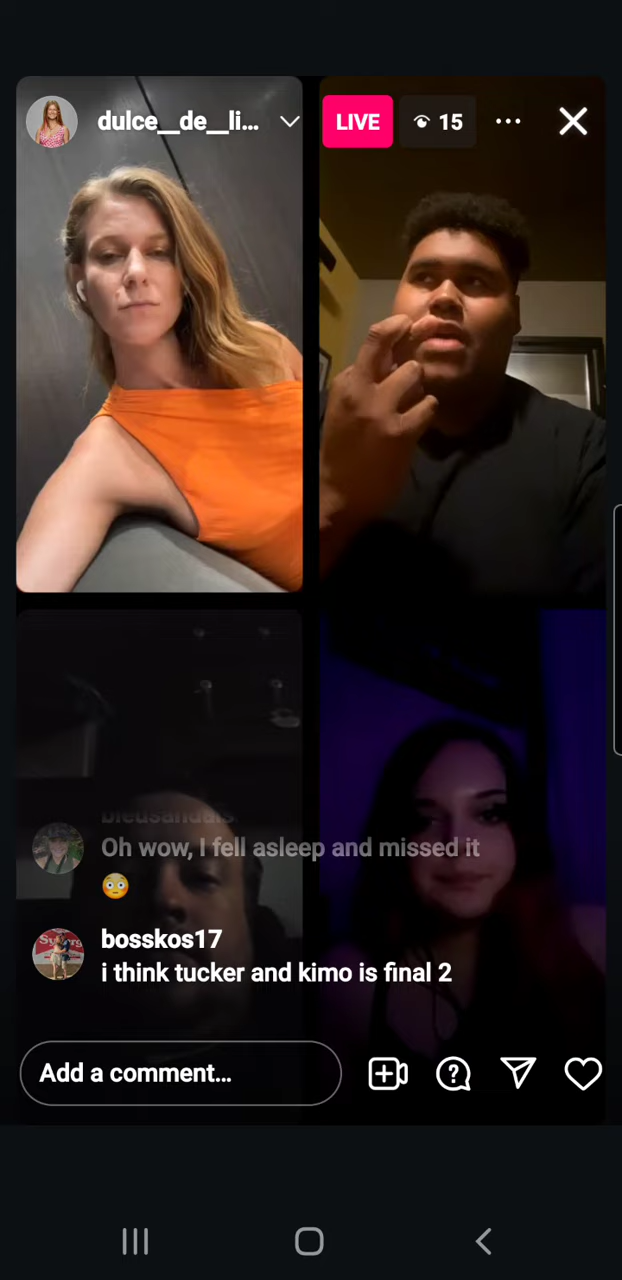 dulce__de__li...
LIVE
15
Oh wow, I fell asleep and missed it
😳
bosskos17
i think tucker and kimo is final 2
Add a comment...